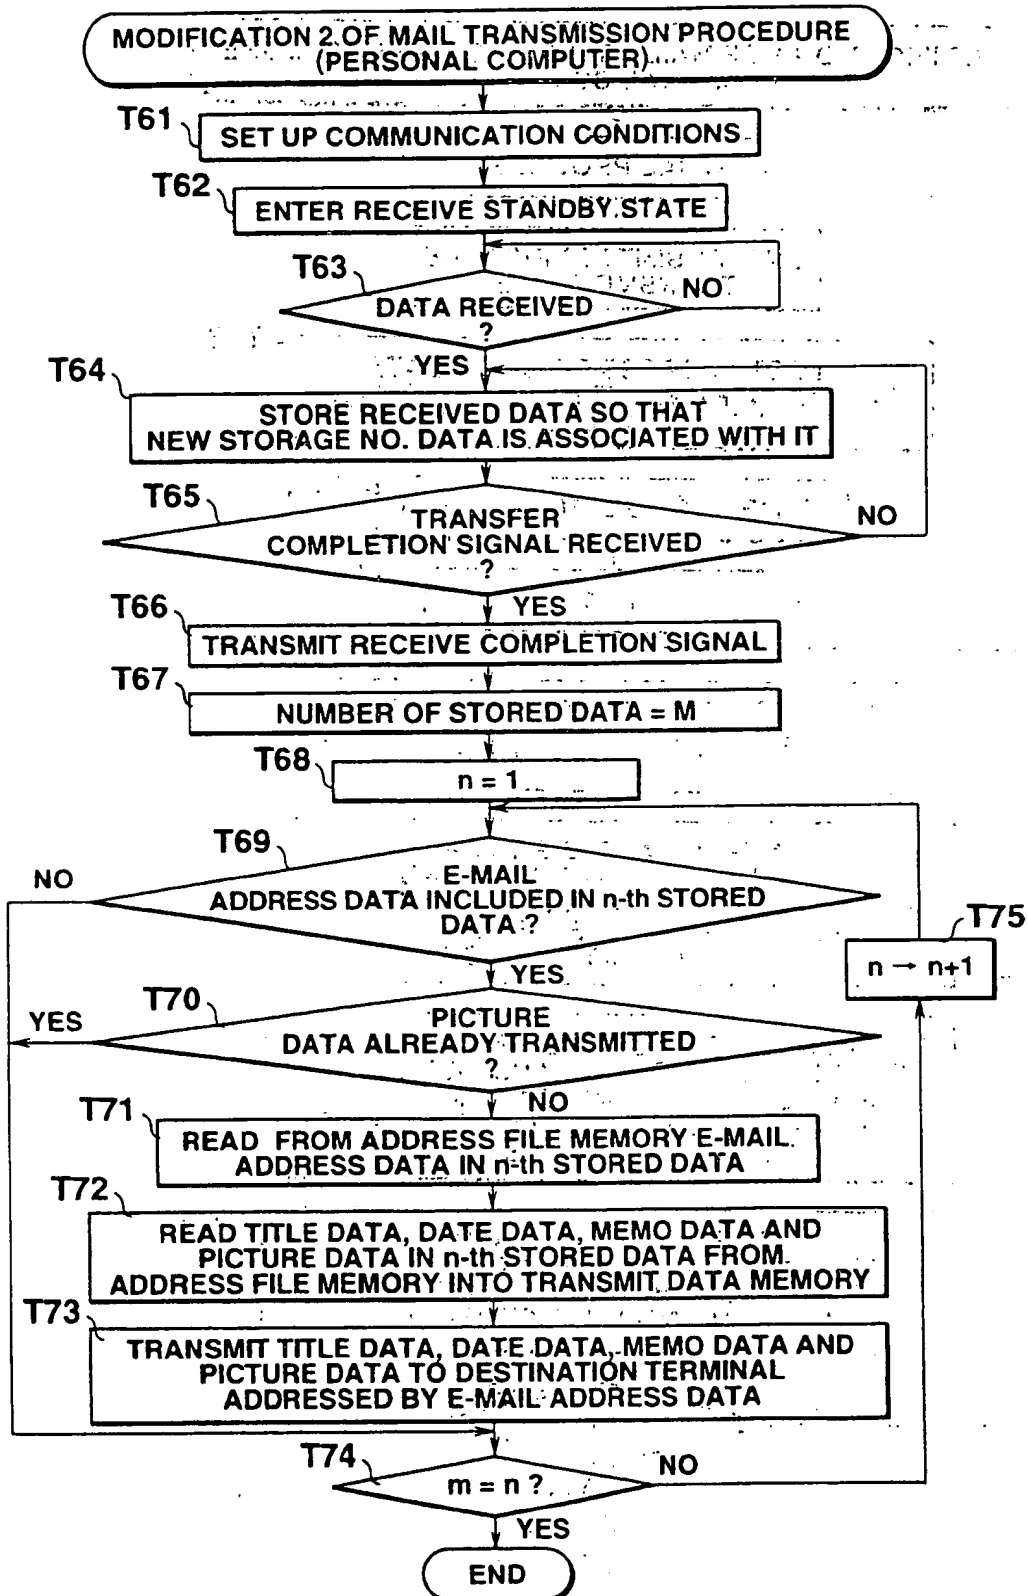 MODIFICATION 2 OF MAIL TRANSMISSION PROCEDURE
(PERSONAL COMPUTER)
T61
SET UP COMMUNICATION CONDITIONS
T62
ENTER RECEIVE STANDBY STATE
T63
DATA RECEIVED
?
NO
YES
T64
STORE RECEIVED DATA SO THAT
NEW STORAGE NO. DATA IS ASSOCIATED WITH IT
T65
TRANSFER
COMPLETION SIGNAL RECEIVED
?
NO
YES
T66
TRANSMIT RECEIVE COMPLETION SIGNAL
T67
NUMBER OF STORED DATA = M
T68
n = 1
T69
NO
E-MAIL
ADDRESS DATA INCLUDED IN n-th STORED
DATA ?
YES
T75
n → n+1
T70
YES
PICTURE
DATA ALREADY TRANSMITTED
?
NO
T71
READ FROM ADDRESS FILE MEMORY E-MAIL
ADDRESS DATA IN n-th STORED DATA
T72
READ TITLE DATA, DATE DATA, MEMO DATA AND
PICTURE DATA IN n-th STORED DATA FROM
ADDRESS FILE MEMORY INTO TRANSMIT DATA MEMORY
T73
TRANSMIT TITLE DATA, DATE DATA, MEMO DATA AND
PICTURE DATA TO DESTINATION TERMINAL
ADDRESSED BY E-MAIL ADDRESS DATA
T74
m = n ?
NO
YES
END